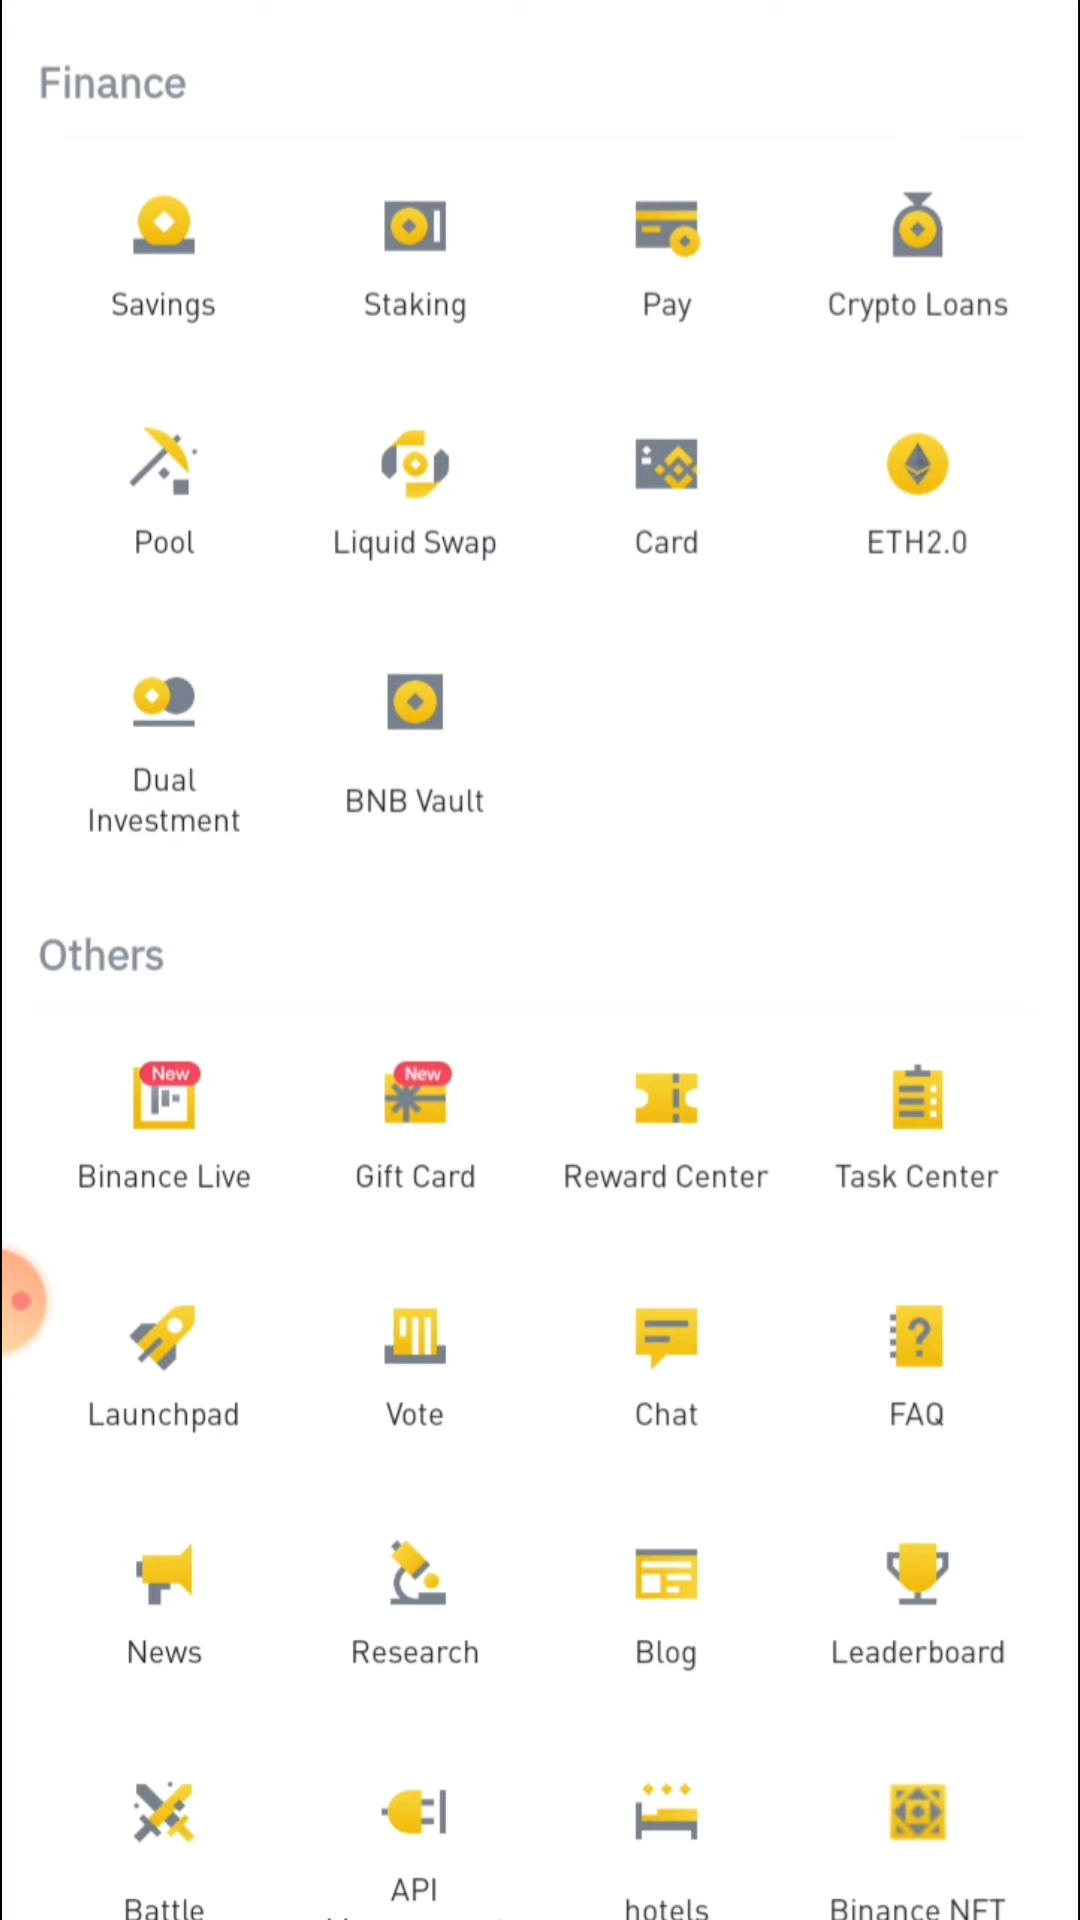 Finance
Savings Staking Pay Crypto Loans
Pool Liquid Swap Card ETH2.0
Dual
Investment
BNB Vault
Others
New New
Binance Live Gift Card Reward Center Task Center
Launchpad Vote Chat FAQ
News Research Blog Leaderboard
API
Battle hotels Binance NFT